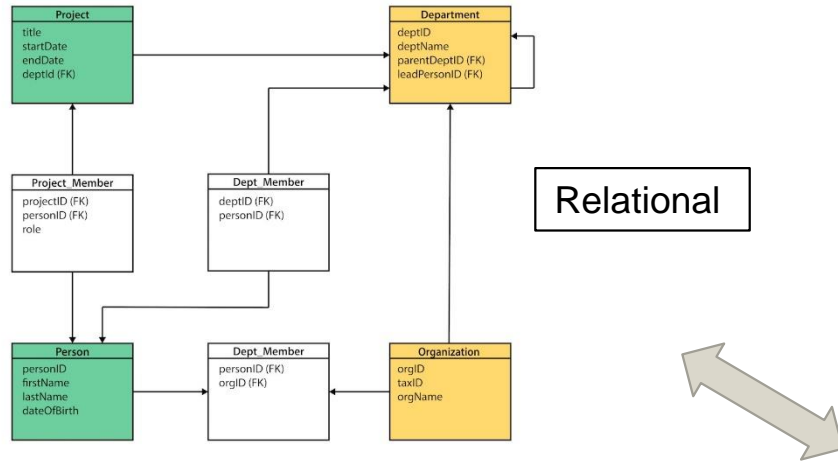 Project
title
startDate
endDate
deptId (FK)
Department
deptID
deptName
parentDeptID (FK)
leadPersonID (FK)
Project_Member
projectID (FK)
personID (FK)
role
Dept_Member
deptID (FK)
personID (FK)
Relational
Person
personID
firstName
lastName
dateOfBirth
Dept_Member
personID (FK)
orgID (FK)
Organization
orgID
taxID
orgName